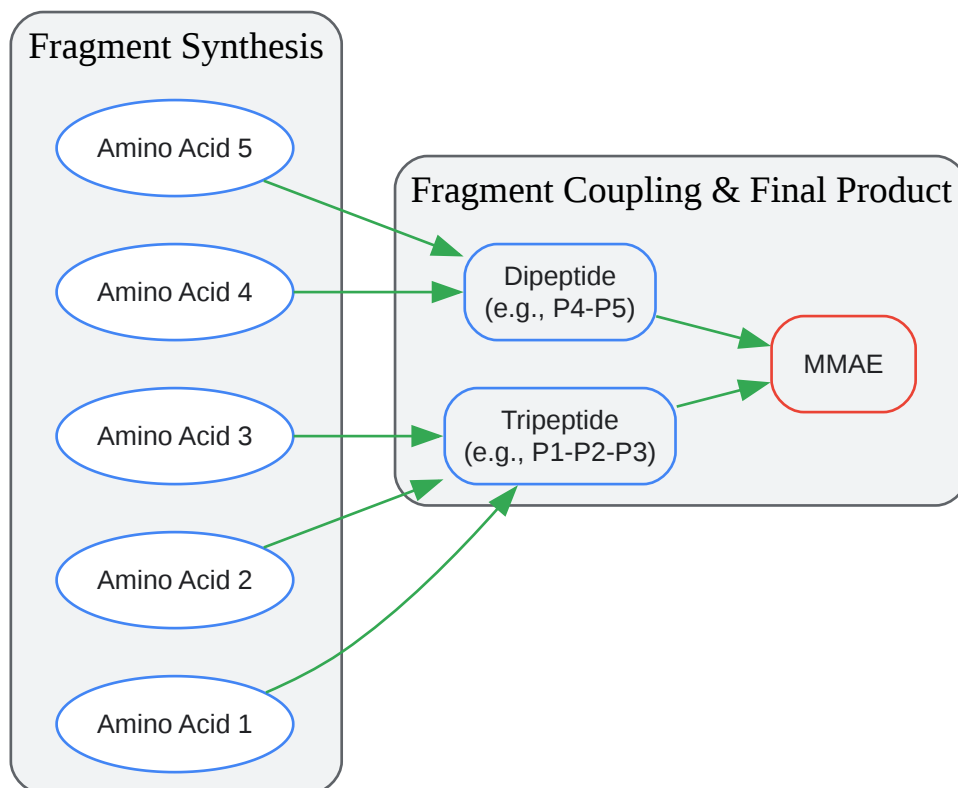 Fragment Synthesis
Amino Acid 5
Amino Acid 4
Amino Acid 3
Amino Acid 2
Amino Acid 1
Fragment Coupling & Final Product
Dipeptide
(e.g., P4-P5)
Tripeptide
(e.g., P1-P2-P3)
MMAE